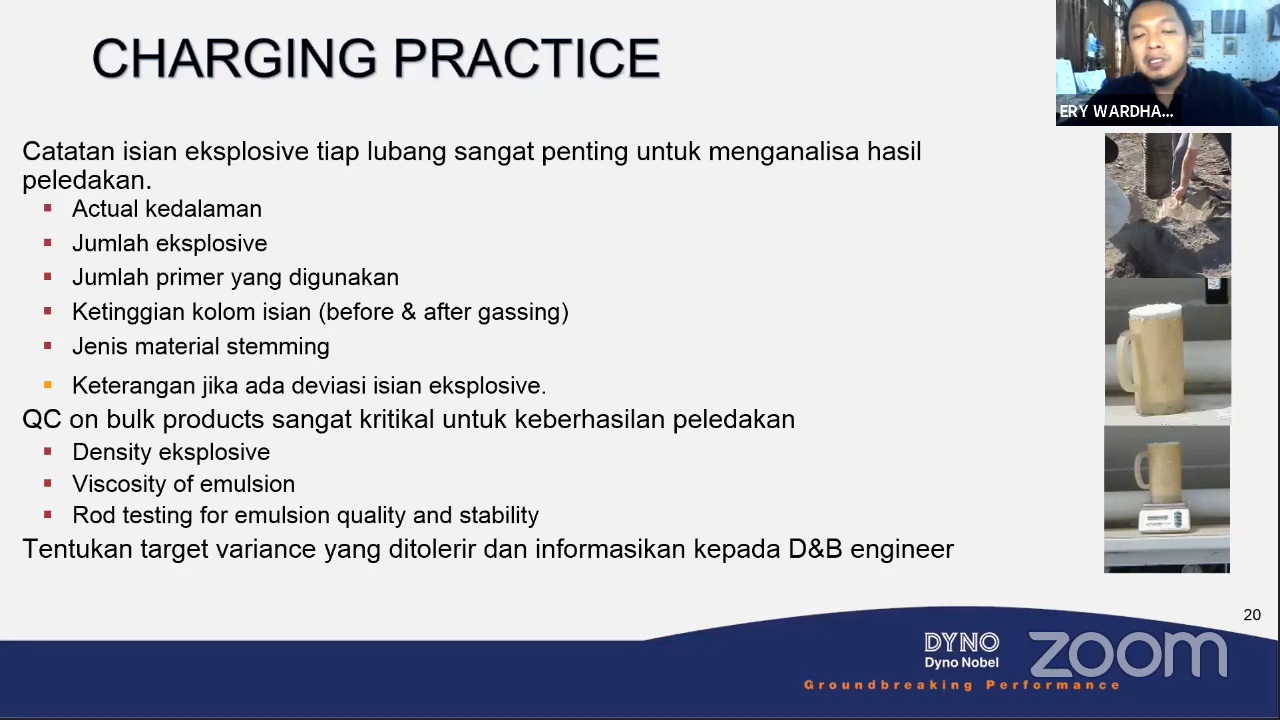 CHARGING PRACTICE
ERY WARDHA...
Catatan isian eksplosive tiap lubang sangat penting untuk menganalisa hasil
peledakan.
Actual kedalaman
Jumlah eksplosive
Jumlah primer yang digunakan
Ketinggian kolom isian (before & after gassing)
Jenis material stemming
Keterangan jika ada deviasi isian eksplosive.
QC on bulk products sangat kritikal untuk keberhasilan peledakan
Density eksplosive
Viscosity of emulsion
Rod testing for emulsion quality and stability
Tentukan target variance yang ditolerir dan informasikan kepada D&B engineer
20
DYNO
Dyno Nobel
zoom
Groundbreaking Performance